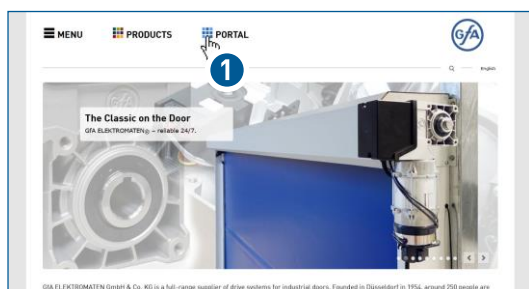 MENU
PRODUCTS
PORTAL
GfA
1
English
The Classic on the Door
GfA ELEKTROMATEN® – reliable 24/7.
GfA ELEKTROMATEN GmbH & Co. KG is a full-range supplier of drive systems for industrial doors. Founded in Düsseldorf in 1954, around 250 people are